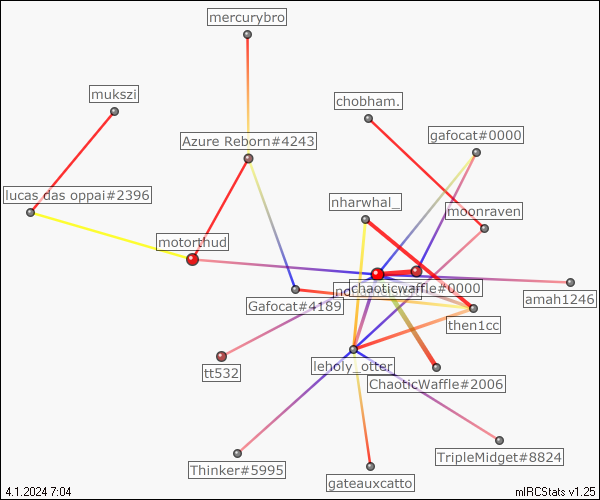 mercurybro
mukszi
chobham.
gafocat#0000
Azure Reborn#4243
lucas das oppai#2396
nharwhal_
moonraven
motorthud
chaoticwaffle#0000
amah1246
Gafocat#4189
then1cc
leholy_otter
tt532
ChaoticWaffle#2006
Thinker#5995
TripleMidget#8824
gateauxcatto
4.1.2024 7:04
mIRCStats v1.25